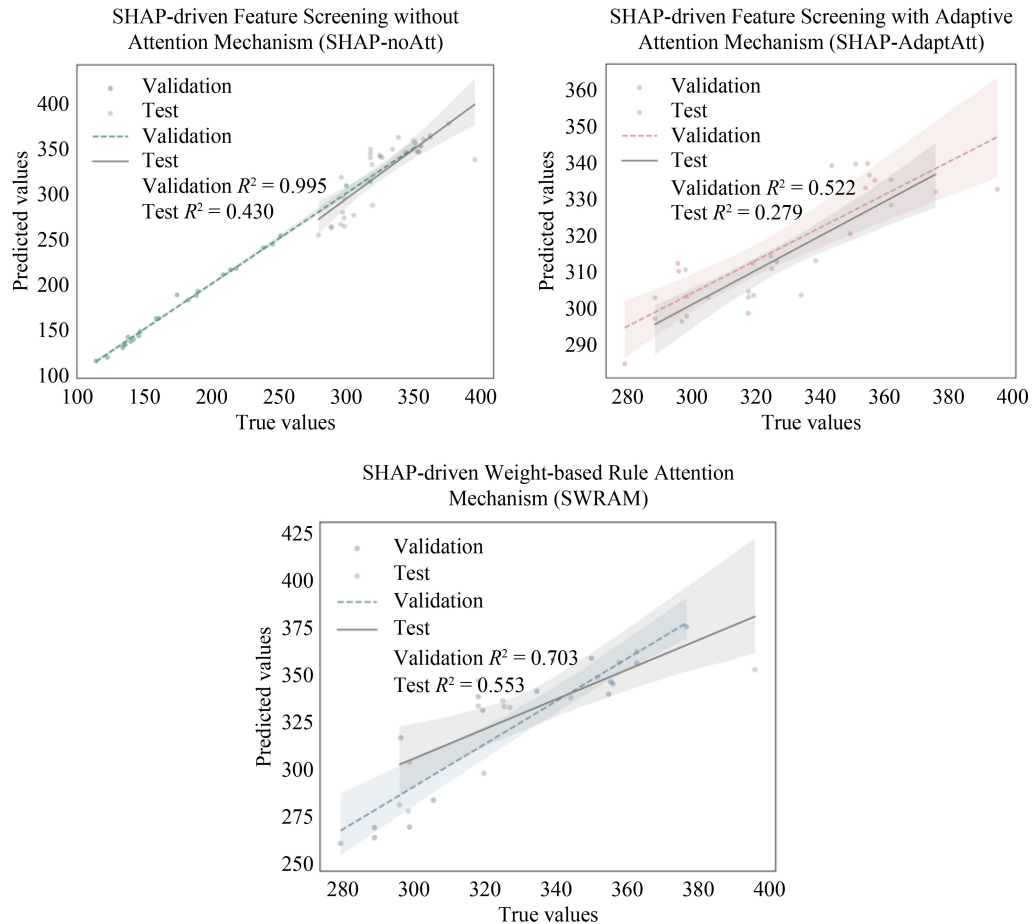 SHAP-driven Feature Screening without
Attention Mechanism (SHAP-noAtt)
Validation
Test
Validation
Test
Validation R² = 0.995
Test R² = 0.430
Predicted values
400
350
300
250
200
150
100
100 150 200 250 300 350 400
True values
SHAP-driven Feature Screening with Adaptive
Attention Mechanism (SHAP-AdaptAtt)
Validation
Test
Validation
Test
Validation R² = 0.522
Test R² = 0.279
Predicted values
360
350
340
330
320
310
300
290
280 300 320 340 360 380 400
True values
SHAP-driven Weight-based Rule Attention
Mechanism (SWRAM)
Validation
Test
Validation
Test
Validation R² = 0.703
Test R² = 0.553
Predicted values
425
400
375
350
325
300
275
250
280 300 320 340 360 380 400
True values